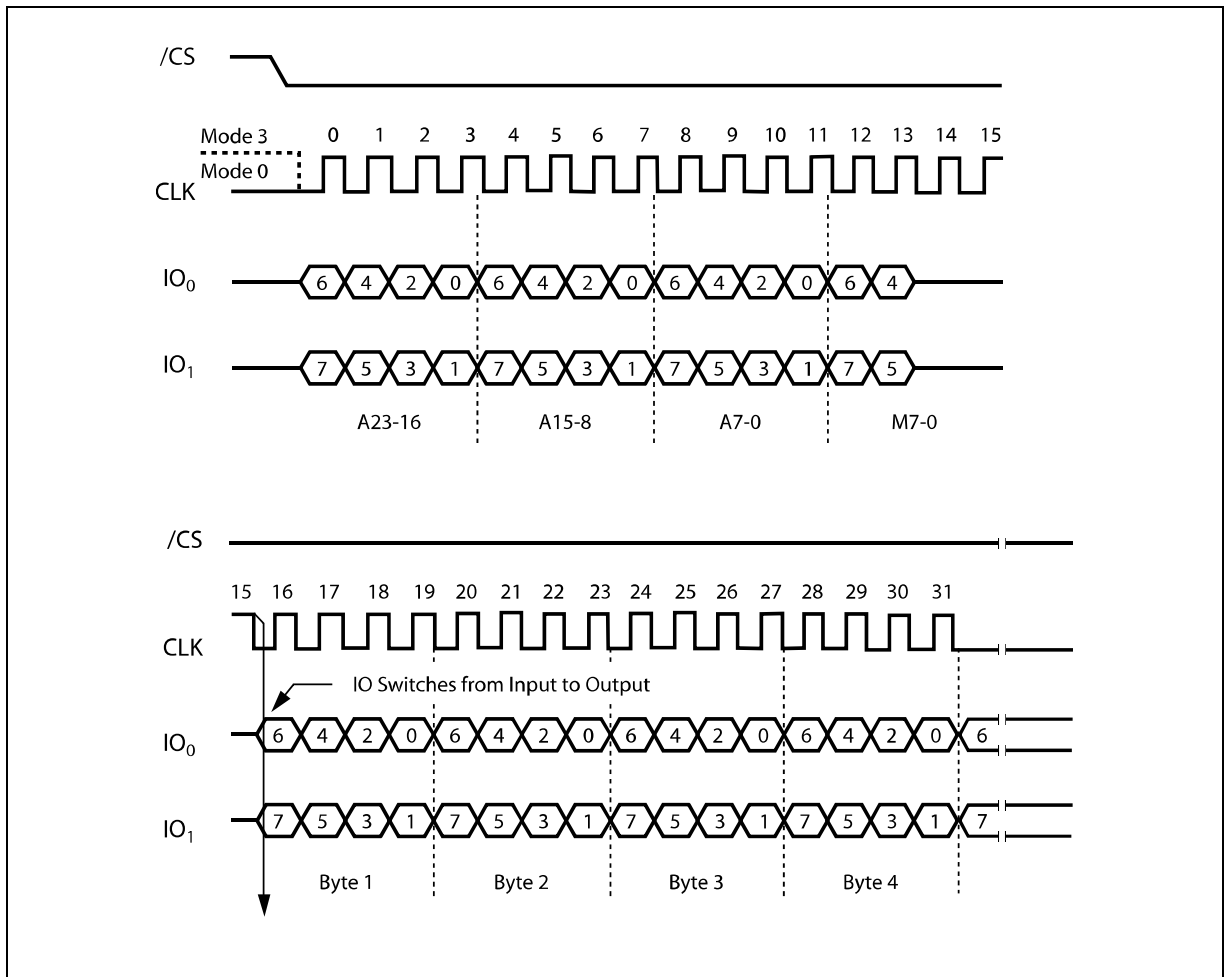 /CS
Mode 3
0 1 2 3 4 5 6 7 8 9 10 11 12 13 14 15
Mode 0
CLK
IO0 6 4 2 0 6 4 2 0 6 4 2 0 6 4
IO1 7 5 3 1 7 5 3 1 7 5 3 1 7 5
A23-16 A15-8 A7-0 M7-0
/CS
15 16 17 18 19 20 21 22 23 24 25 26 27 28 29 30 31
CLK
IO Switches from Input to Output
IO0 6 4 2 0 6 4 2 0 6 4 2 0 6 4 2 0 6
IO1 7 5 3 1 7 5 3 1 7 5 3 1 7 5 3 1 7
Byte 1 Byte 2 Byte 3 Byte 4